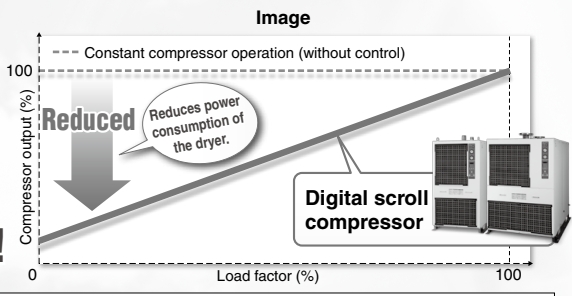 Image
Constant compressor operation (without control)
100
Compressor output (%)
Reduced
Reduces power
consumption of
the dryer.
Digital scroll
compressor
!
0
Load factor (%)
100